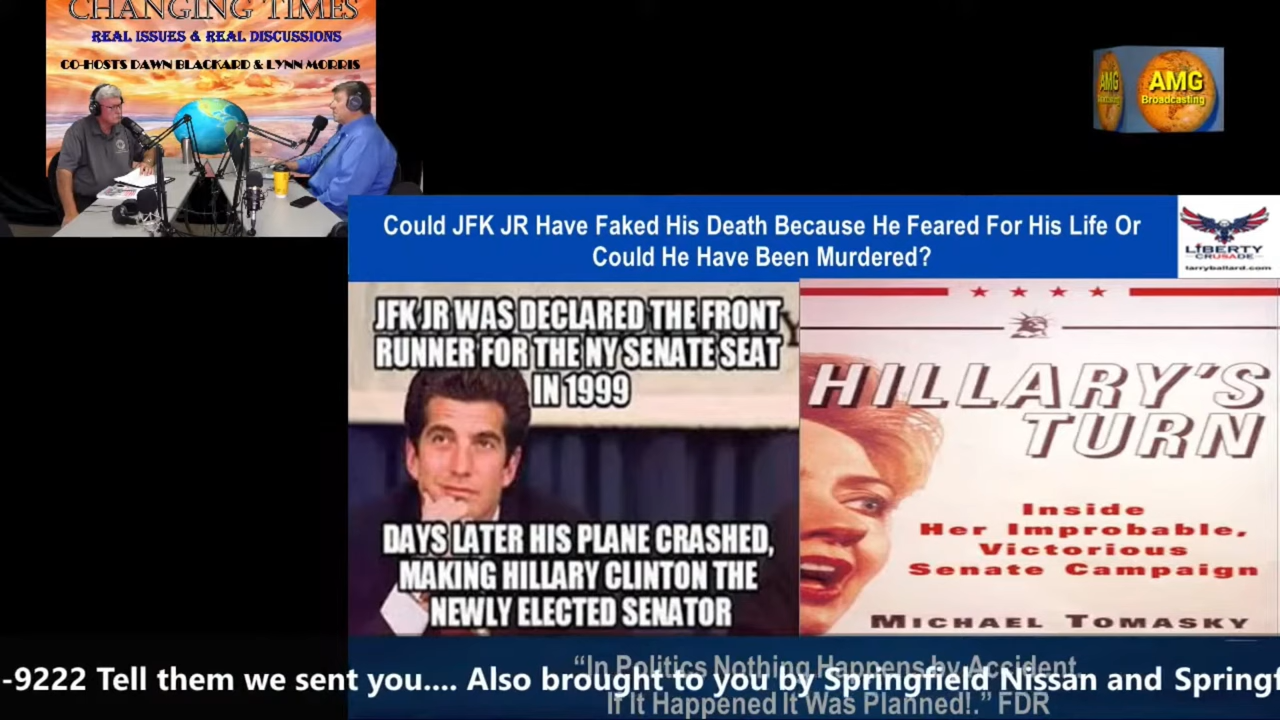 CHANGING TIMES
REAL ISSUES & REAL DISCUSSIONS
CO-HOSTS DAWN BLACKARD & LYNN MORRIS
AMG
Broadcasting
AMG
Broadcasting
Could JFK JR Have Faked His Death Because He Feared For His Life Or
Could He Have Been Murdered?
LIBERTY
CRUSADE
larryballard.com
JFK JR WAS DECLARED THE FRONT
RUNNER FOR THE NY SENATE SEAT
IN 1999
DAYS LATER HIS PLANE CRASHED,
MAKING HILLARY CLINTON THE
NEWLY ELECTED SENATOR
HILLARY'S
TURN
Inside
Her Improbable,
Victorious
Senate Campaign
MICHAEL TOMASKY
“In Politics Nothing Happens by Accident
-9222 Tell them we sent you.... Also brought to you by Springfield Nissan and Springf
If It Happened It Was Planned!.” FDR